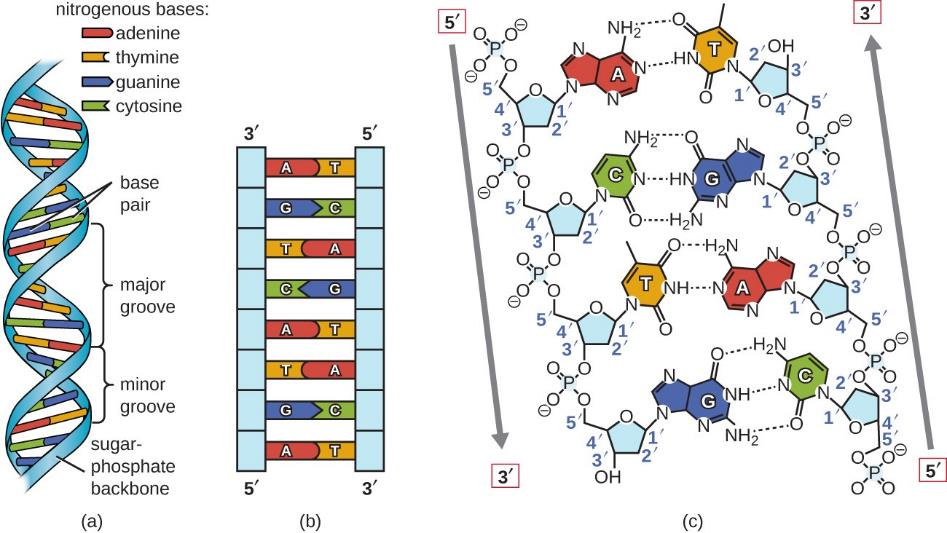 nitrogenous bases:
adenine
thymine
guanine
cytosine
base
pair
major
groove
minor
groove
sugar-
phosphate
backbone
(a)
3′ 5′
A T
G C
T A
C G
A T
T A
G C
A T
5′ 3′
(b)
5′ 3′
O O P O ⊖ ⊖ O
5′ 4′ 3′ 2′ 1′ O
N N N N A NH₂
O HN T N O
OH 2′ 3′ 1′ 4′ 5′ O
O O P O ⊖ O
5′ 4′ 3′ 2′ 1′ O
N C N NH₂ O
O HN G N N N H₂N
2′ 3′ 1′ 4′ 5′ O
O P O ⊖ O O
O O P O ⊖ O
5′ 4′ 3′ 2′ 1′ O
N T NH O O
H₂N N A N N N
2′ 3′ 1′ 4′ 5′ O
O P O ⊖ O O
O O P O ⊖ O
5′ 4′ 3′ 2′ 1′ O
OH
N N G NH N NH₂ O
H₂N N C N O
2′ 3′ 1′ 4′ 5′ O
O P O ⊖ O O
O P O ⊖ O O ⊖
3′ 5′
(c)